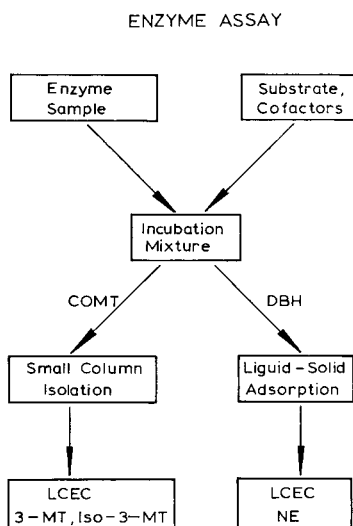 ENZYME ASSAY
Enzyme
Sample
Substrate,
Cofactors
Incubation
Mixture
COMT
DBH
Small Column
Isolation
Liguid-Solid
Adsorption
LCEC
3-MT, Iso-3-MT
LCEC
NE